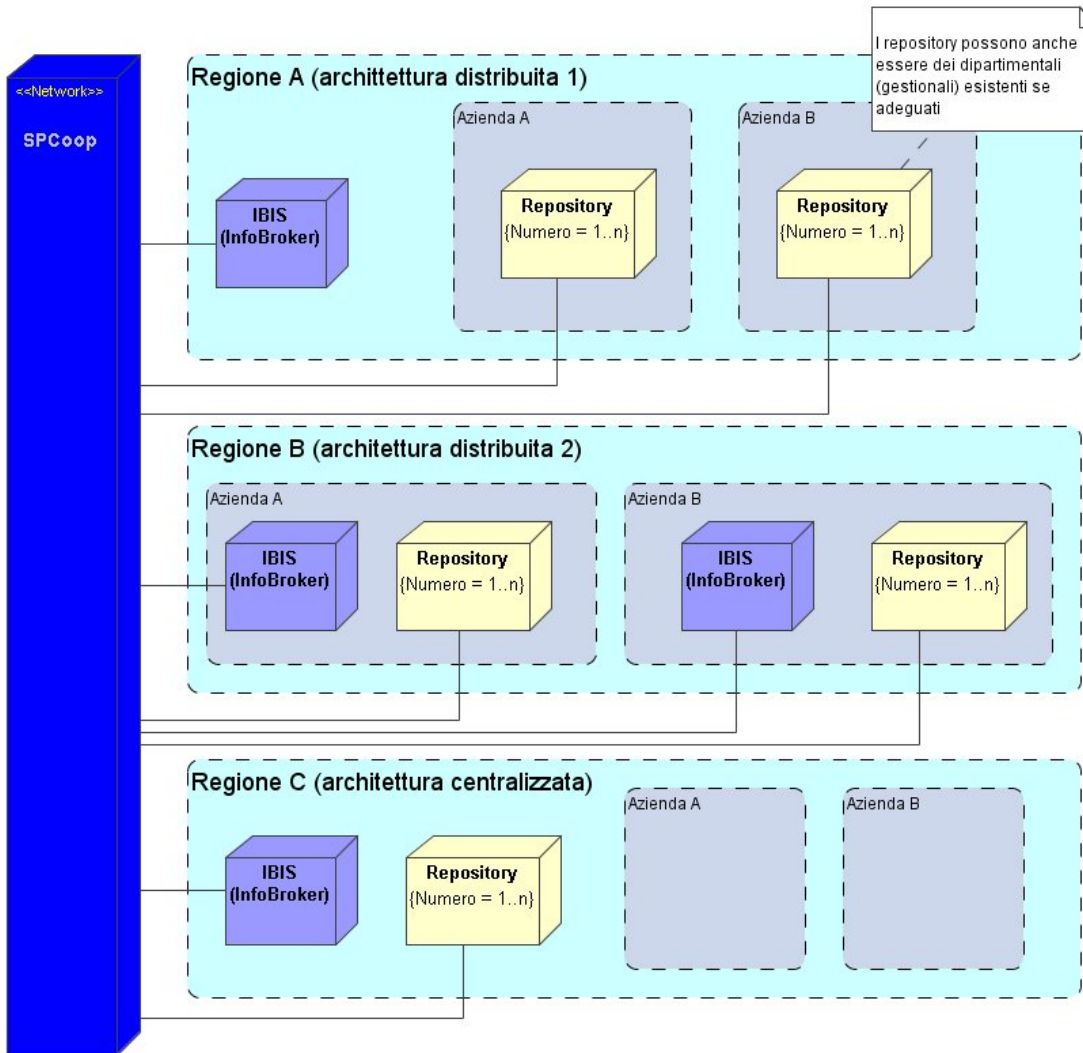 <<Network>>
SPCoop
Regione A (archittettura distribuita 1)
I repository possono anche
essere dei dipartimentali
(gestionali) esistenti se
adeguati
Azienda A
Azienda B
IBIS
(InfoBroker)
Repository
{Numero = 1..n}
Repository
{Numero = 1..n}
Regione B (architettura distribuita 2)
Azienda A
Azienda B
IBIS
(InfoBroker)
Repository
{Numero = 1..n}
IBIS
(InfoBroker)
Repository
{Numero = 1..n}
Regione C (architettura centralizzata)
Azienda A
Azienda B
IBIS
(InfoBroker)
Repository
{Numero = 1..n}